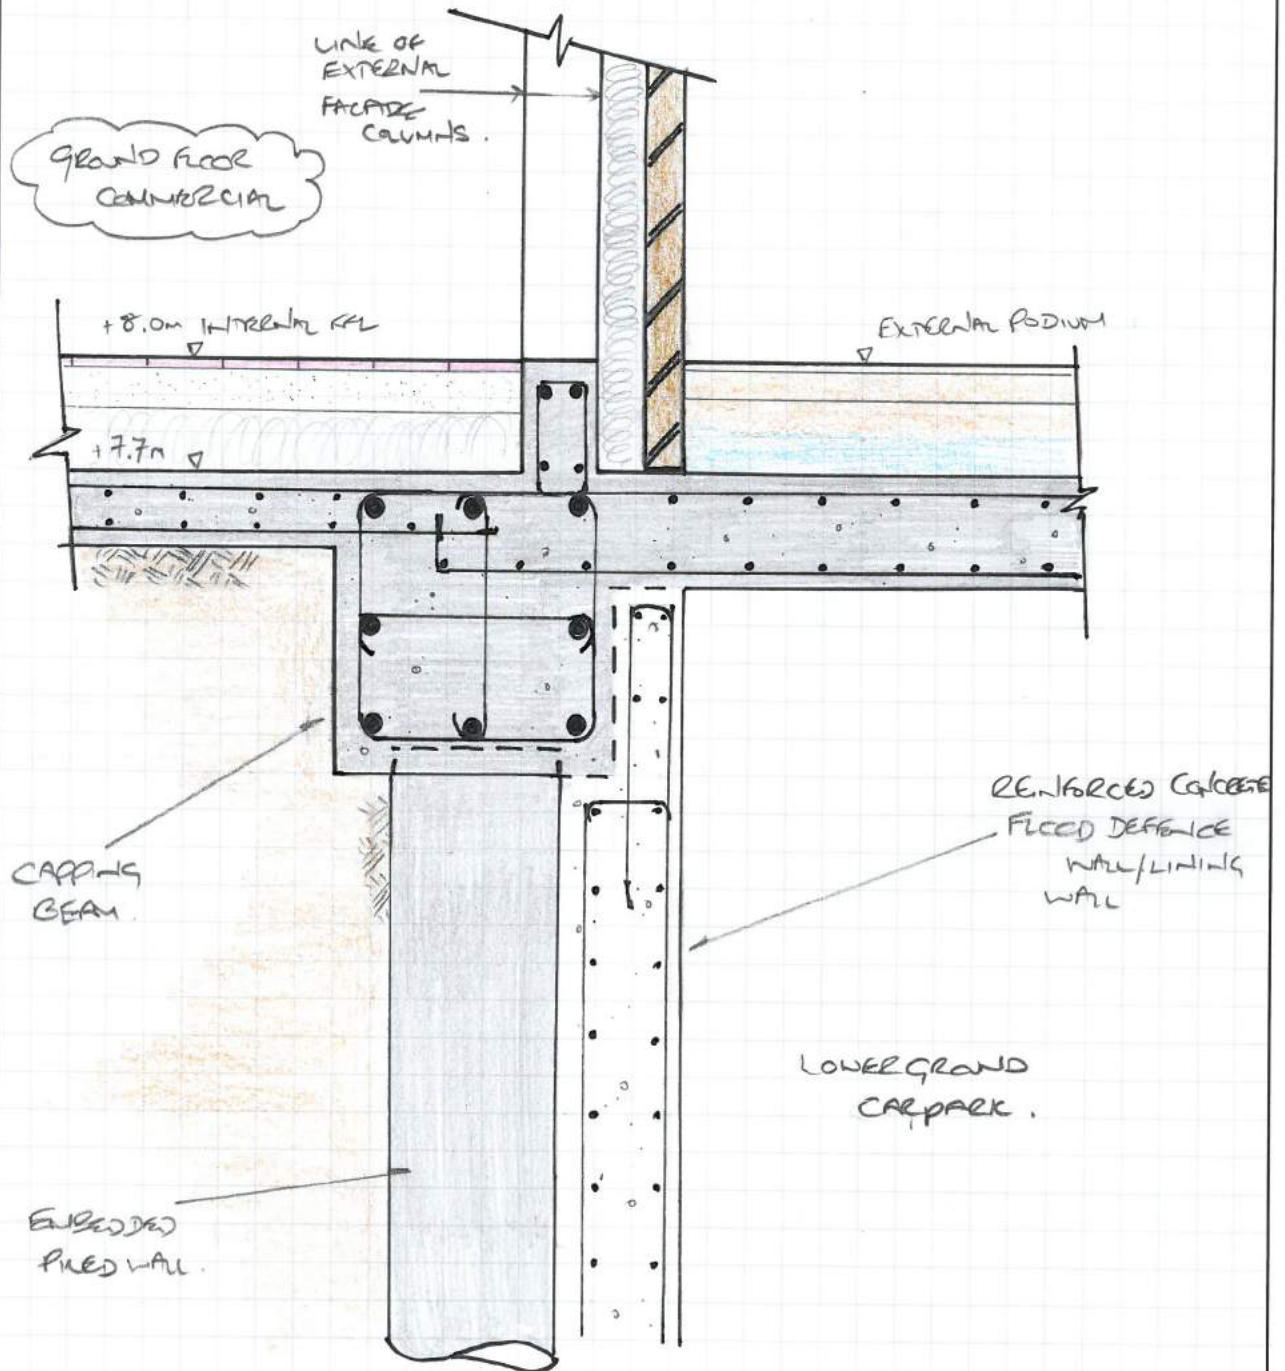 LINE OF
EXTERNAL
FACADE
COLUMNS.
GROUND FLOOR
COMMERCIAL
+8.0m INTERNAL FFL
EXTERNAL PODIUM
+7.7m
REINFORCED CONCRETE
FLOOD DEFENCE
WALL/LINING
WALL
CAPPING
BEAM.
LOWER GROUND
CARPARK.
EMBEDDED
PILED WALL.